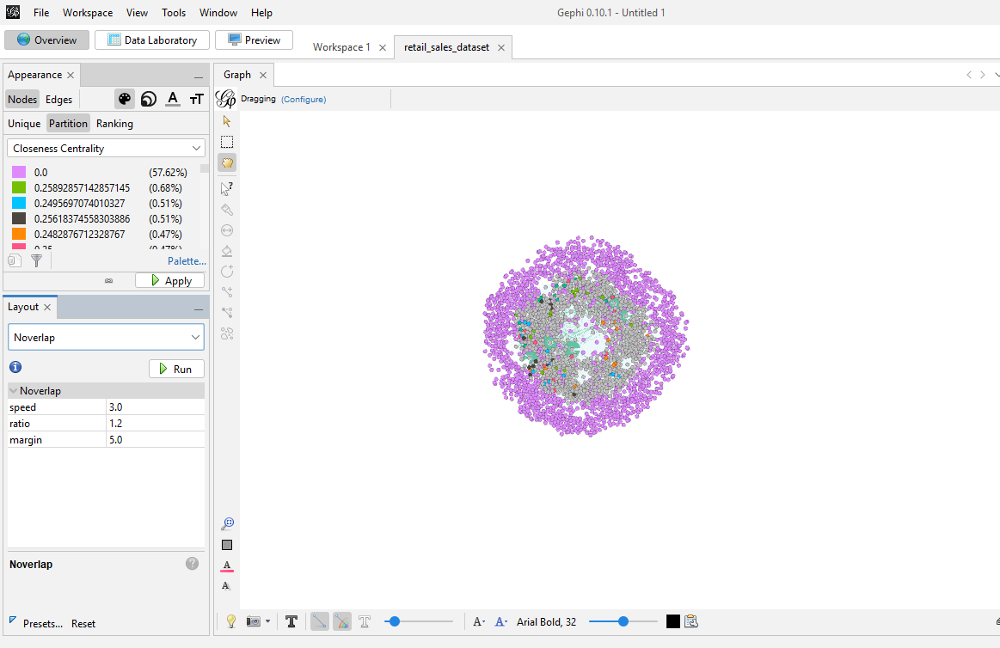 File Workspace View Tools Window Help
Gephi 0.10.1 - Untitled 1
Overview Data Laboratory Preview
Workspace 1 retail_sales_dataset
Appearance
Graph
Nodes Edges
A
TT
Dragging (Configure)
Unique Partition Ranking
Closeness Centrality
0.0 (57.62%)
0.25892857142857145 (0.68%)
0.2495697074010327 (0.51%)
0.25618374558303886 (0.51%)
0.2482876712328767 (0.47%)
0.25 (0.47%)
Palette...
Apply
Layout
Noverlap
Run
Noverlap
speed 3.0
ratio 1.2
margin 5.0
Noverlap
Presets... Reset
A
A
T
T
A- A- Arial Bold, 32